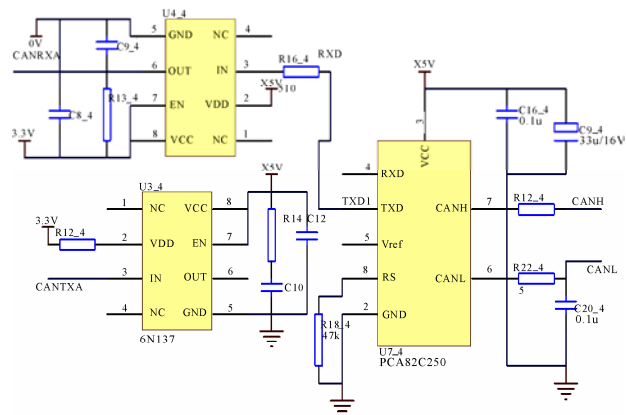 U4_4
0V
CANRXA
C9_4
5 GND NC 4
R16_4 RXD
6 OUT IN 3
X5V
510
R13_4
C8_4
7 EN VDD 2
3.3V
8 VCC NC 1
X5V
3
VCC
C16_4
0.1u
C9_4
33u/16V
4 RXD
U3_4
X5V
1 NC VCC 8
TXD1 TXD CANH 7 R12_4 CANH
3.3V
R12_4
2 VDD EN 7
R14 C12
5 Vref
3 IN OUT 6
CANTXA
8 RS CANL 6 R22_4 CANL
5
C10
4 NC GND 5
6N137
R18_4
47k
2 GND
C20_4
0.1u
U7_4
PCA82C250